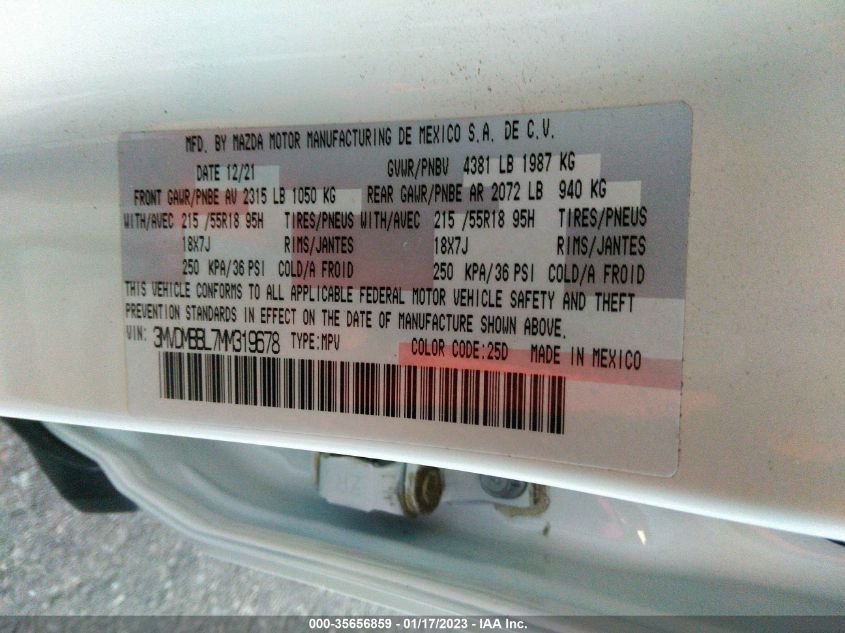 MFD. BY MAZDA MOTOR MANUFACTURING DE MEXICO S.A. DE C.V.
DATE 12/21 GVWR/PNBV 4381 LB 1987 KG
FRONT GAWR/PNBE AV 2315 LB 1050 KG REAR GAWR/PNBE AR 2072 LB 940 KG
WITH/AVEC 215 /55R18 95H TIRES/PNEUS WITH/AVEC 215 /55R18 95H TIRES/PNEUS
18X7J RIMS/JANTES 18X7J RIMS/JANTES
250 KPA/36 PSI COLD/A FROID 250 KPA/36 PSI COLD/A FROID
THIS VEHICLE CONFORMS TO ALL APPLICABLE FEDERAL MOTOR VEHICLE SAFETY AND THEFT
PREVENTION STANDARDS IN EFFECT ON THE DATE OF MANUFACTURE SHOWN ABOVE.
VIN: 3MVDMBBL7MM319678 TYPE:MPV COLOR CODE:25D MADE IN MEXICO
000-35656859 — 01/17/2023 — IAA Inc.